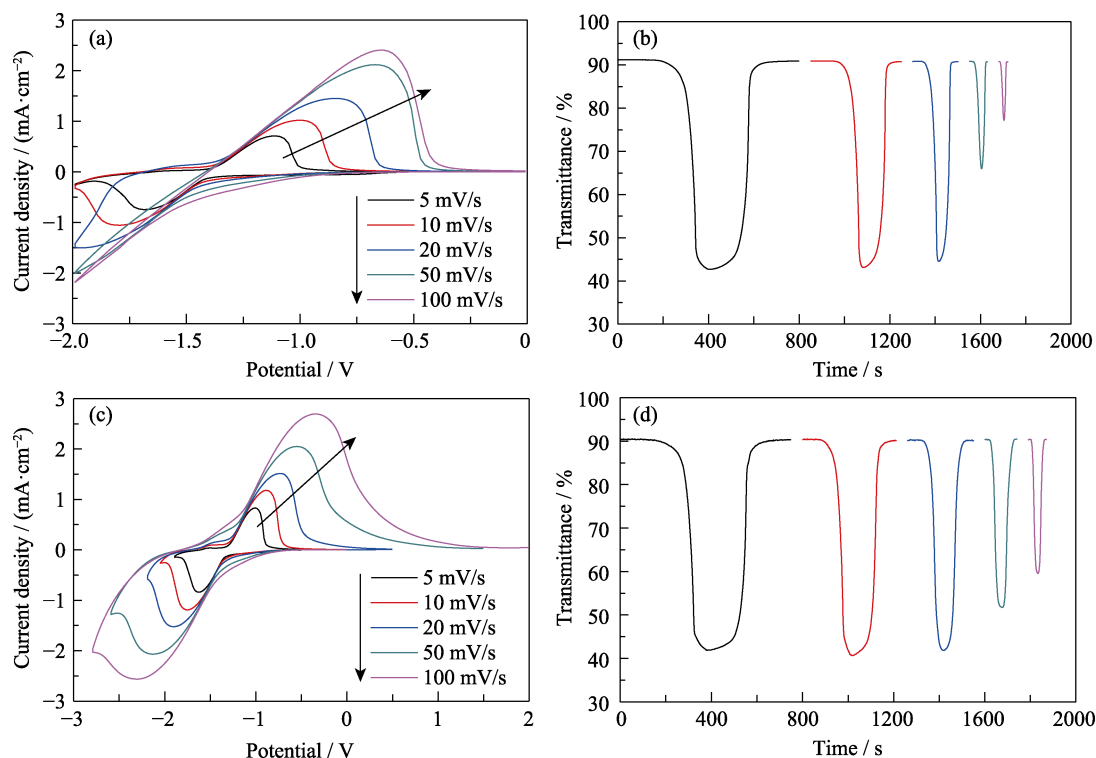 (a)
Current density / (mA·cm⁻²)
3
2
1
0
−1
−2
−3
5 mV/s
10 mV/s
20 mV/s
50 mV/s
100 mV/s
−2.0
−1.5
−1.0
−0.5
0
Potential / V
(b)
Transmittance / %
100
90
80
70
60
50
40
30
0
400
800
1200
1600
2000
Time / s
(c)
Current density / (mA·cm⁻²)
3
2
1
0
−1
−2
−3
5 mV/s
10 mV/s
20 mV/s
50 mV/s
100 mV/s
−3
−2
−1
0
1
2
Potential / V
(d)
Transmittance / %
100
90
80
70
60
50
40
30
0
400
800
1200
1600
2000
Time / s